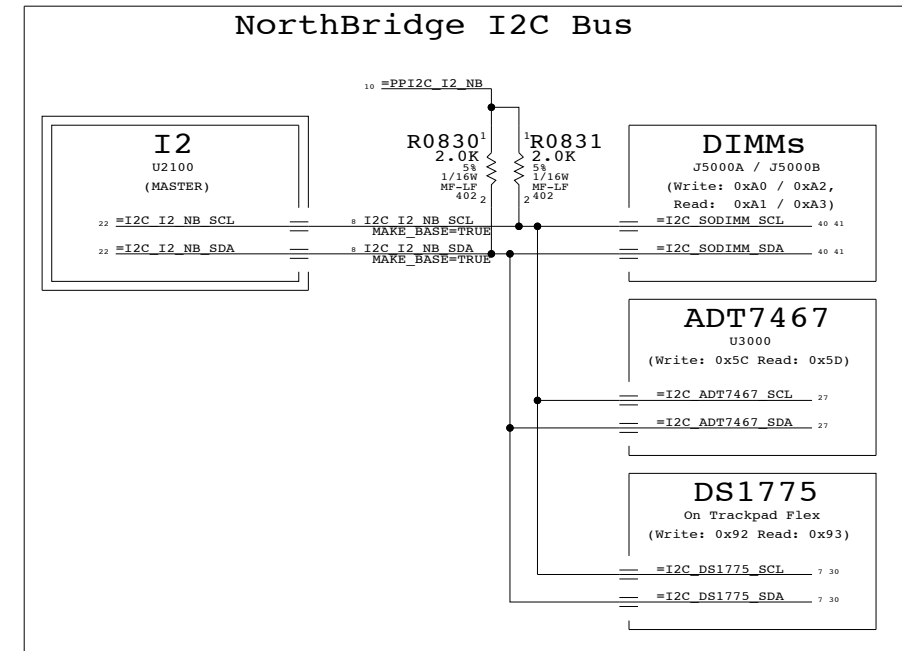 NorthBridge I2C Bus
10 =PPI2C_I2_NB
I2
U2100
(MASTER)
22 =I2C_I2_NB_SCL
22 =I2C_I2_NB_SDA
R0830 1
2.0K
5%
1/16W
MF-LF
402 2
1 R0831
2.0K
5%
1/16W
MF-LF
2 402
8 I2C_I2_NB_SCL
MAKE_BASE=TRUE
8 I2C_I2_NB_SDA
MAKE_BASE=TRUE
DIMMs
J5000A / J5000B
(Write: 0xA0 / 0xA2,
Read: 0xA1 / 0xA3)
=I2C_SODIMM_SCL 40 41
=I2C_SODIMM_SDA 40 41
ADT7467
U3000
(Write: 0x5C Read: 0x5D)
=I2C_ADT7467_SCL 27
=I2C_ADT7467_SDA 27
DS1775
On Trackpad Flex
(Write: 0x92 Read: 0x93)
=I2C_DS1775_SCL 7 30
=I2C_DS1775_SDA 7 30